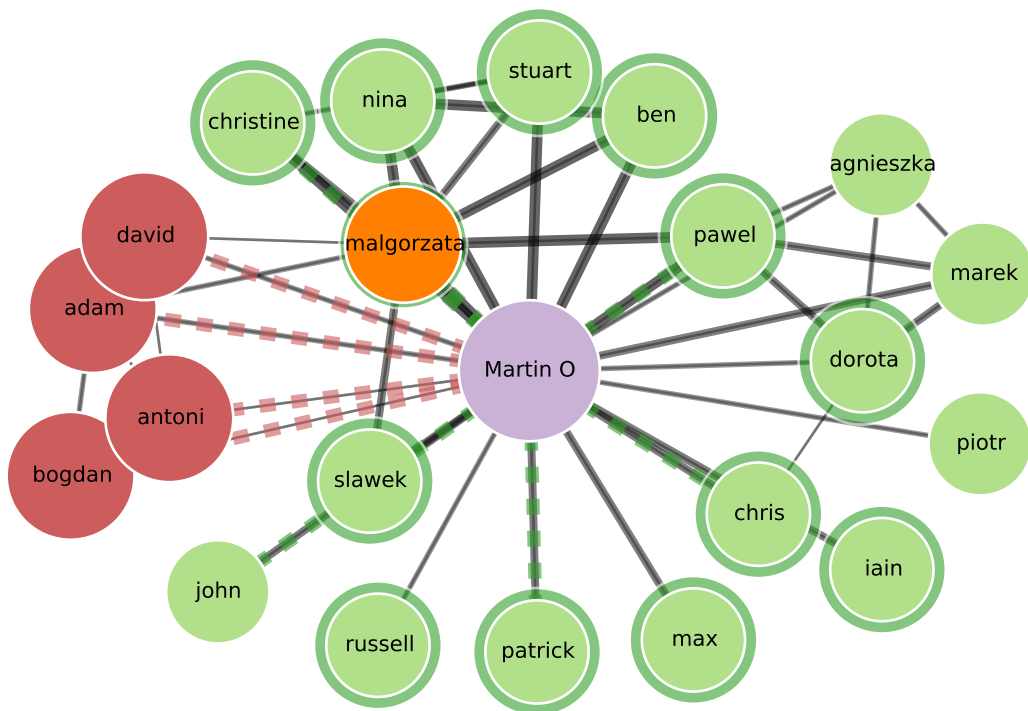 stuart
nina
ben
christine
agnieszka
david
pawel
malgorzata
marek
adam
dorota
Martin O
antoni
piotr
bogdan
slawek
chris
iain
john
max
russell
patrick